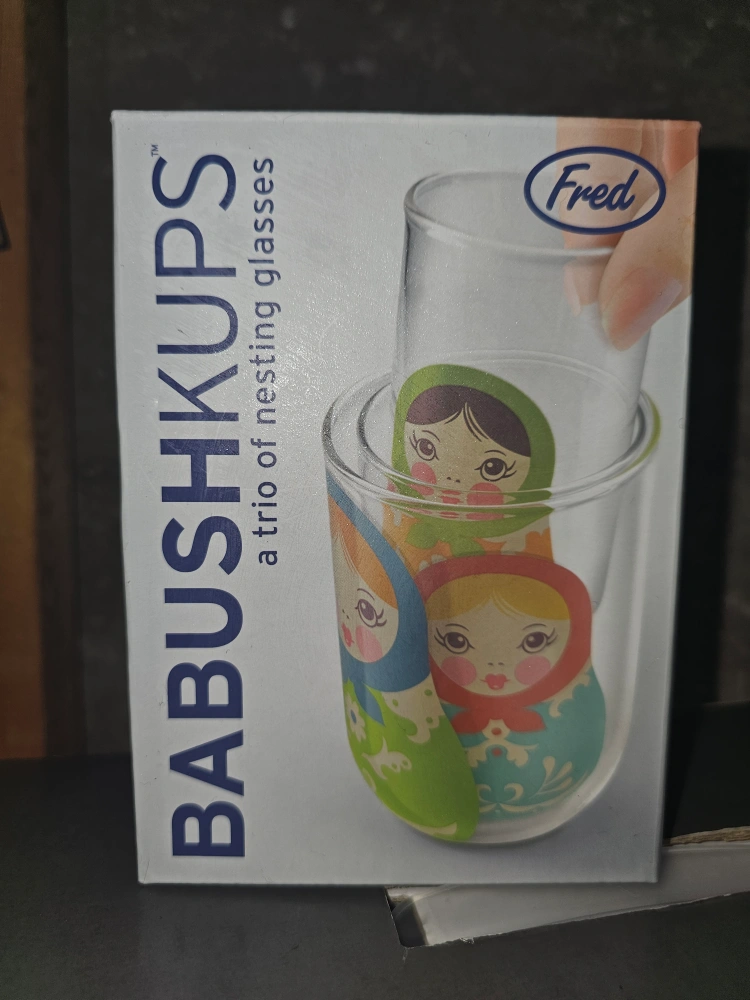 BABUSHKUPS™
a trio of nesting glasses
Fred